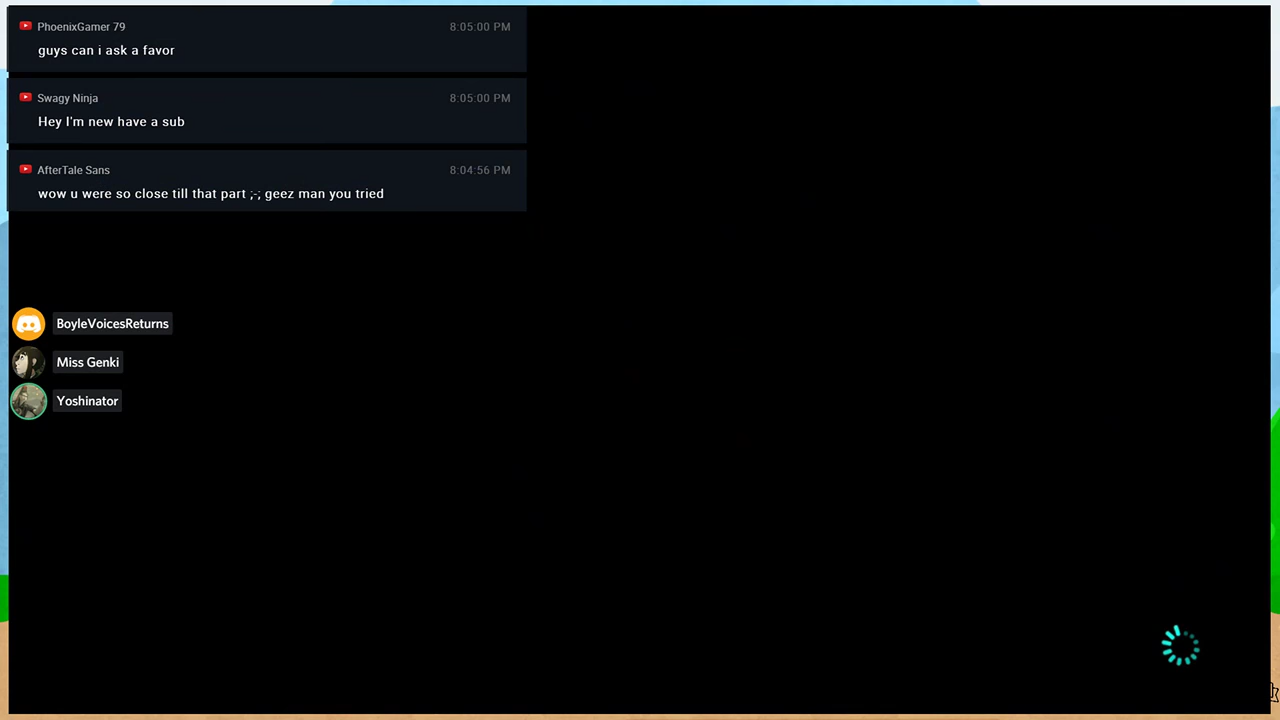 PhoenixGamer 79
8:05:00 PM
guys can i ask a favor
Swagy Ninja
8:05:00 PM
Hey I'm new have a sub
AfterTale Sans
8:04:56 PM
wow u were so close till that part ;-; geez man you tried
BoyleVoicesReturns
Miss Genki
Yoshinator